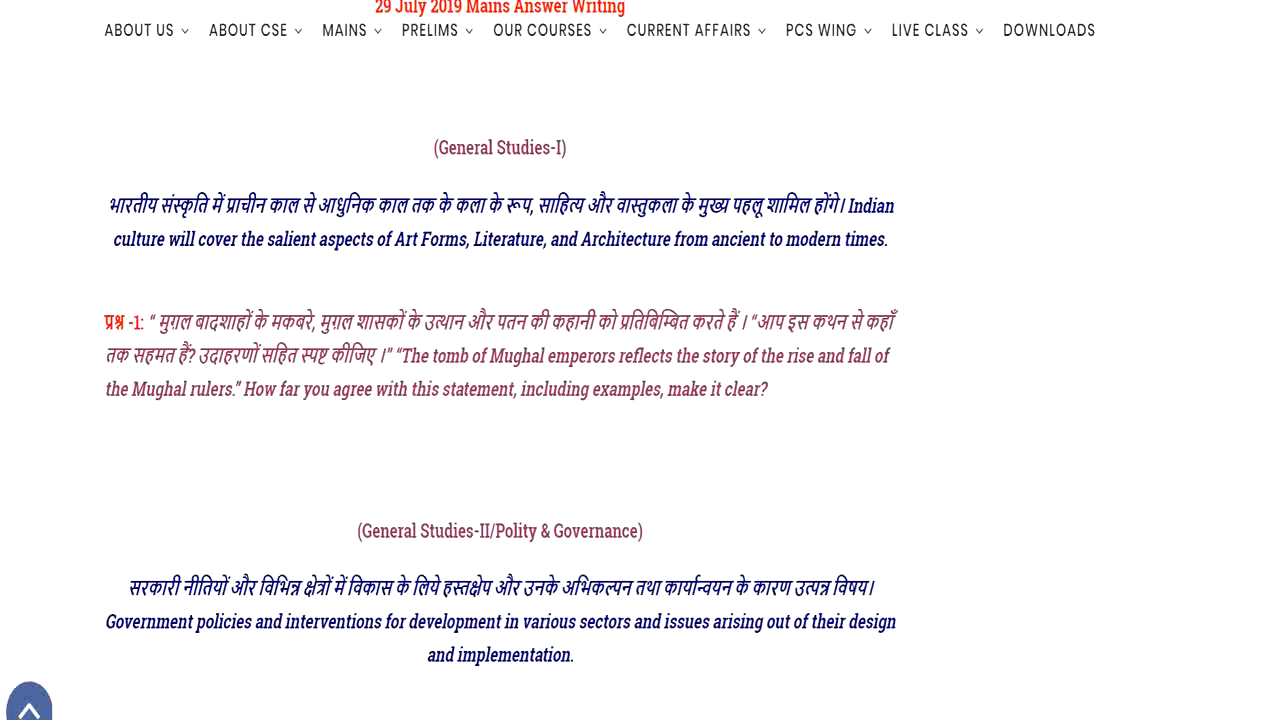 29 July 2019 Mains Answer Writing
ABOUT US ABOUT CSE MAINS PRELIMS OUR COURSES CURRENT AFFAIRS PCS WING LIVE CLASS DOWNLOADS
(General Studies-I)
भारतीय संस्कृति में प्राचीन काल से आधुनिक काल तक के कला के रूप, साहित्य और वास्तुकला के मुख्य पहलू शामिल होंगे। Indian
culture will cover the salient aspects of Art Forms, Literature, and Architecture from ancient to modern times.
प्रश्न -1: “ मुग़ल बादशाहों के मकबरे, मुग़ल शासकों के उत्थान और पतन की कहानी को प्रतिबिम्बित करते हैं । “आप इस कथन से कहाँ
तक सहमत हैं? उदाहरणों सहित स्पष्ट कीजिए ।” “The tomb of Mughal emperors reflects the story of the rise and fall of
the Mughal rulers.” How far you agree with this statement, including examples, make it clear?
(General Studies-II/Polity & Governance)
सरकारी नीतियों और विभिन्न क्षेत्रों में विकास के लिये हस्तक्षेप और उनके अभिकल्पन तथा कार्यान्वयन के कारण उत्पन्न विषय।
Government policies and interventions for development in various sectors and issues arising out of their design
and implementation.